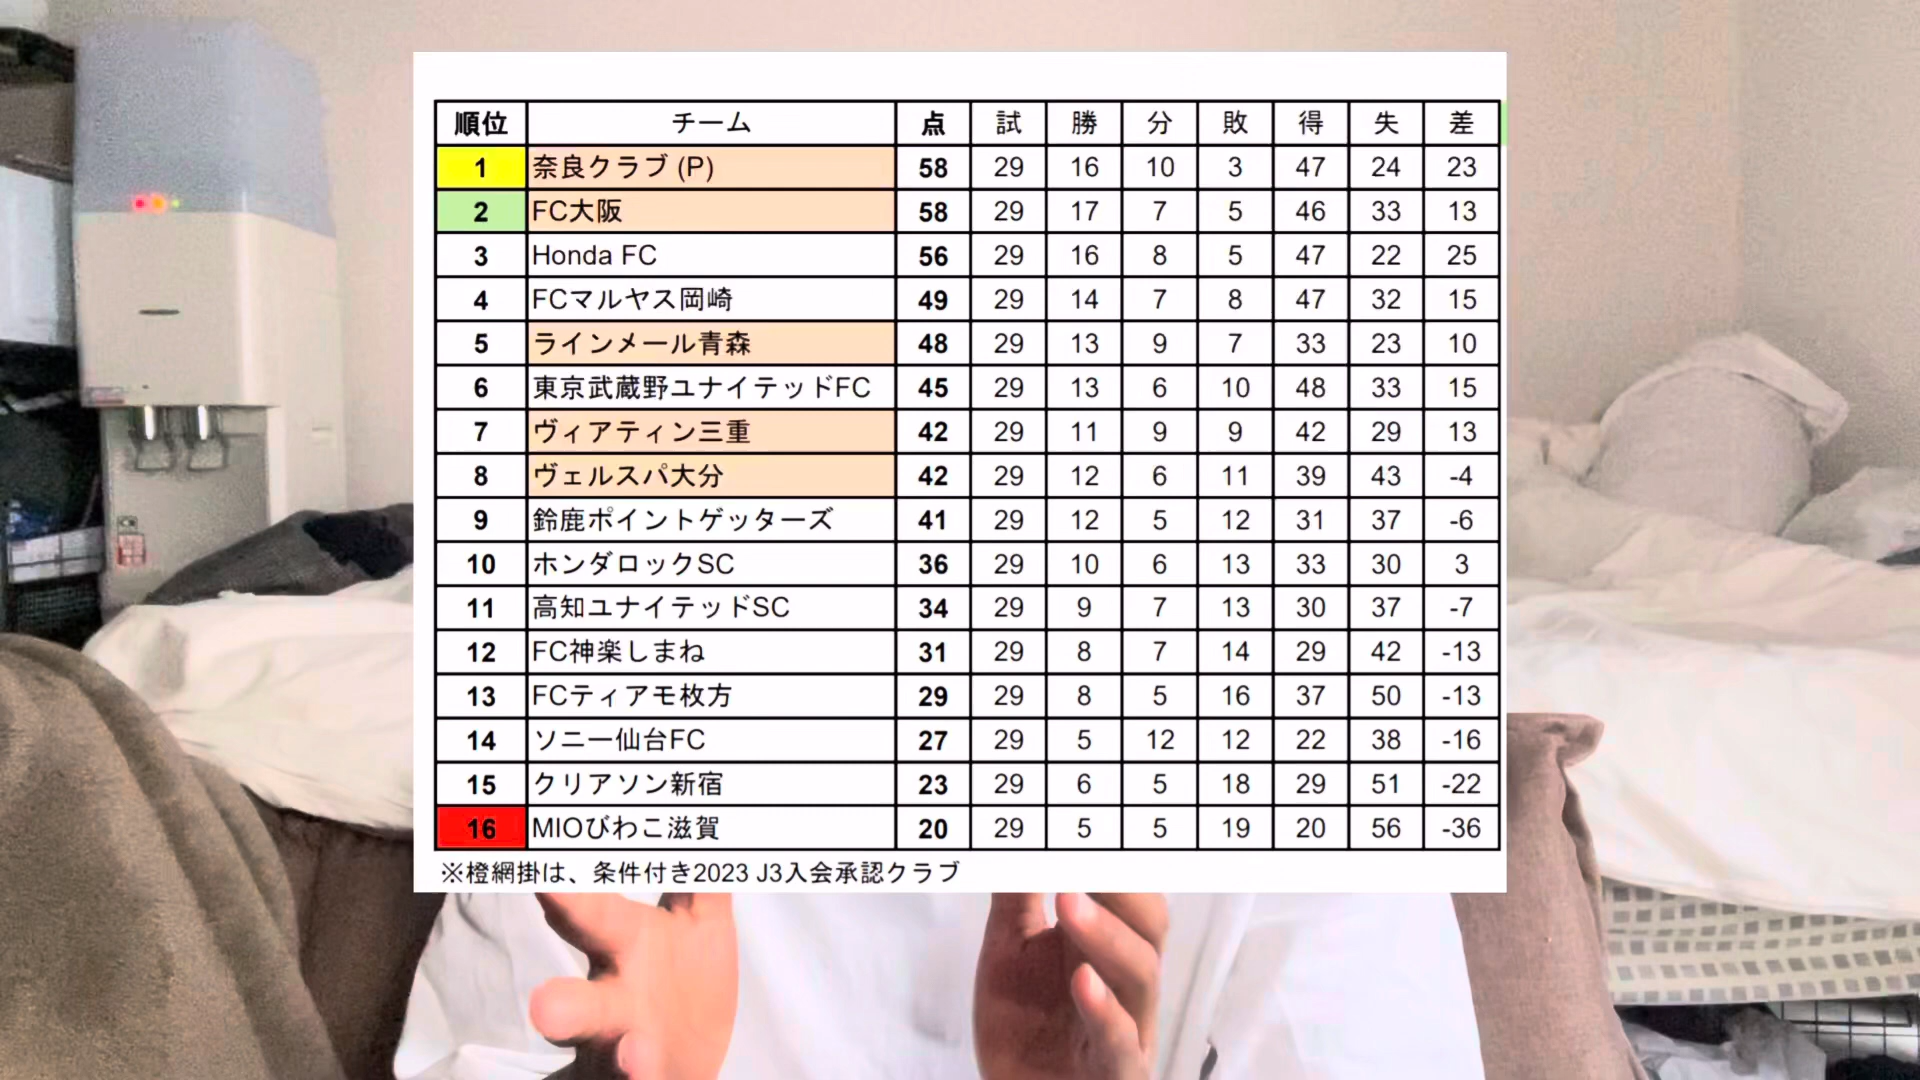 順位 チーム 点 試 勝 分 敗 得 失 差
1 奈良クラブ (P) 58 29 16 10 3 47 24 23
2 FC大阪 58 29 17 7 5 46 33 13
3 Honda FC 56 29 16 8 5 47 22 25
4 FCマルヤス岡崎 49 29 14 7 8 47 32 15
5 ラインメール青森 48 29 13 9 7 33 23 10
6 東京武蔵野ユナイテッドFC 45 29 13 6 10 48 33 15
7 ヴィアティン三重 42 29 11 9 9 42 29 13
8 ヴェルスパ大分 42 29 12 6 11 39 43 -4
9 鈴鹿ポイントゲッターズ 41 29 12 5 12 31 37 -6
10 ホンダロックSC 36 29 10 6 13 33 30 3
11 高知ユナイテッドSC 34 29 9 7 13 30 37 -7
12 FC神楽しまね 31 29 8 7 14 29 42 -13
13 FCティアモ枚方 29 29 8 5 16 37 50 -13
14 ソニー仙台FC 27 29 5 12 12 22 38 -16
15 クリアソン新宿 23 29 6 5 18 29 51 -22
16 MIOびわこ滋賀 20 29 5 5 19 20 56 -36
※橙網掛は、条件付き2023 J3入会承認クラブ